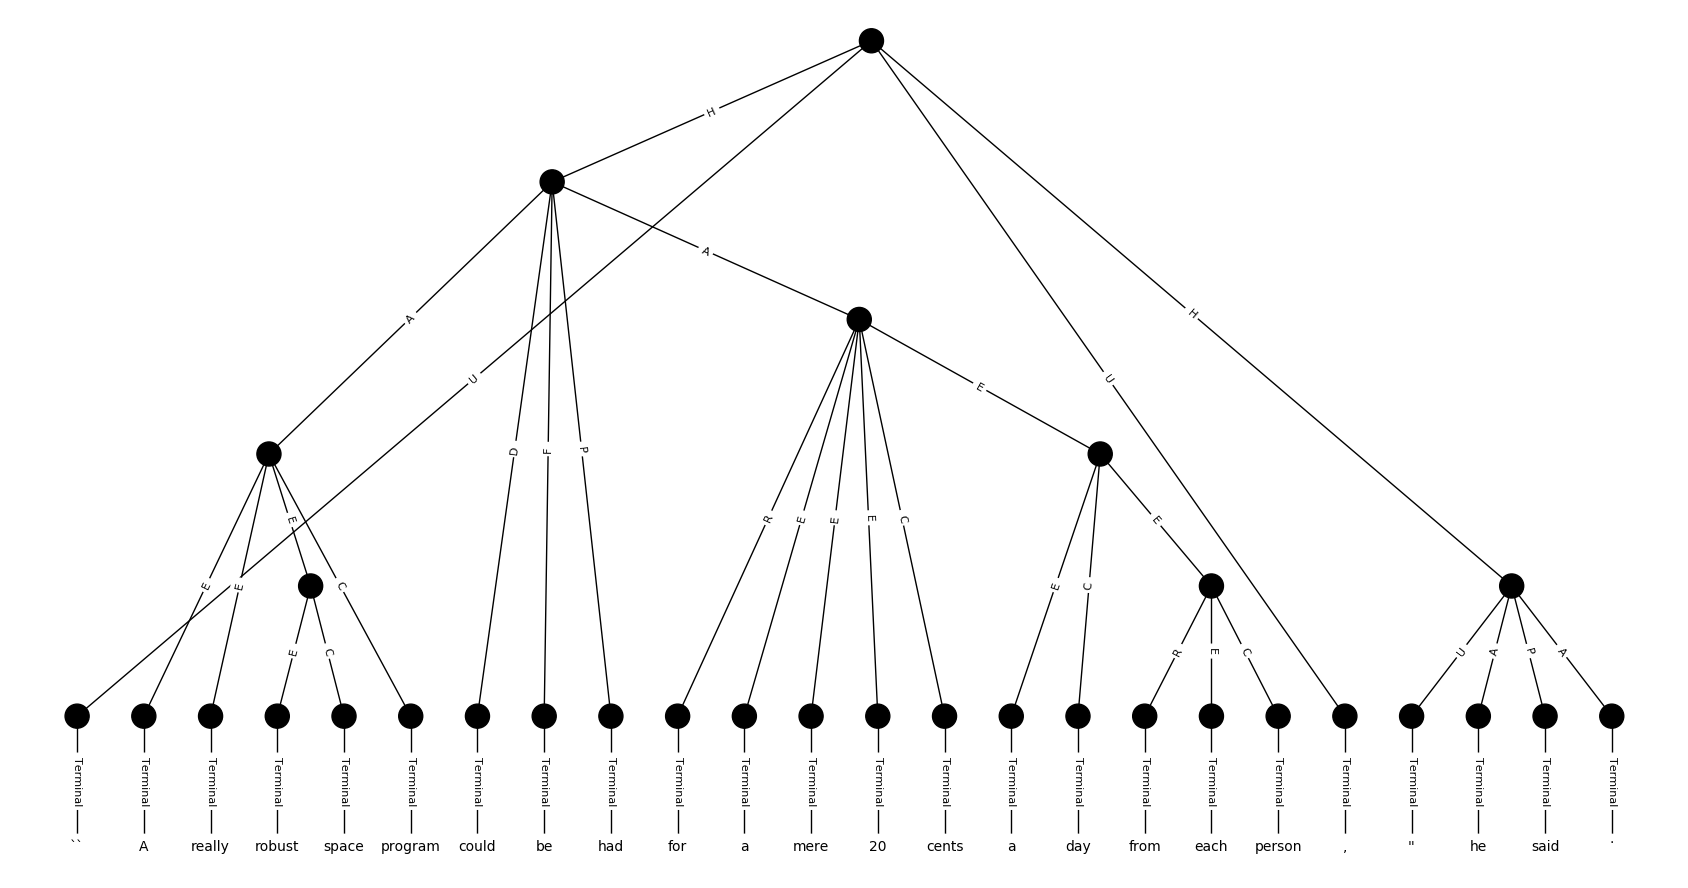 H
A
U
A
H
U
E
D
F
P
R
E
E
E
C
E
E
E
E
C
E
C
E
C
R
E
C
U
A
P
A
Terminal Terminal Terminal Terminal Terminal Terminal Terminal Terminal Terminal Terminal Terminal Terminal Terminal Terminal Terminal Terminal Terminal Terminal Terminal Terminal Terminal Terminal Terminal Terminal
`` A really robust space program could be had for a mere 20 cents a day from each person , " he said .